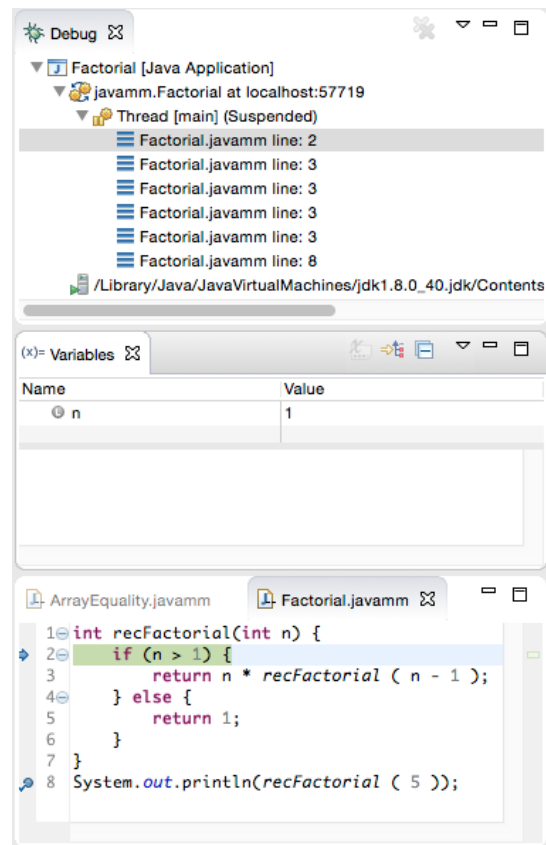 Debug
Factorial [Java Application]
javamm.Factorial at localhost:57719
Thread [main] (Suspended)
Factorial.javamm line: 2
Factorial.javamm line: 3
Factorial.javamm line: 3
Factorial.javamm line: 3
Factorial.javamm line: 3
Factorial.javamm line: 8
/Library/Java/JavaVirtualMachines/jdk1.8.0_40.jdk/Contents
(x)= Variables
Name Value
n 1
ArrayEquality.javamm Factorial.javamm
1 int recFactorial(int n) {
2 if (n > 1) {
3 return n * recFactorial ( n - 1 );
4 } else {
5 return 1;
6 }
7 }
8 System.out.println(recFactorial ( 5 ));